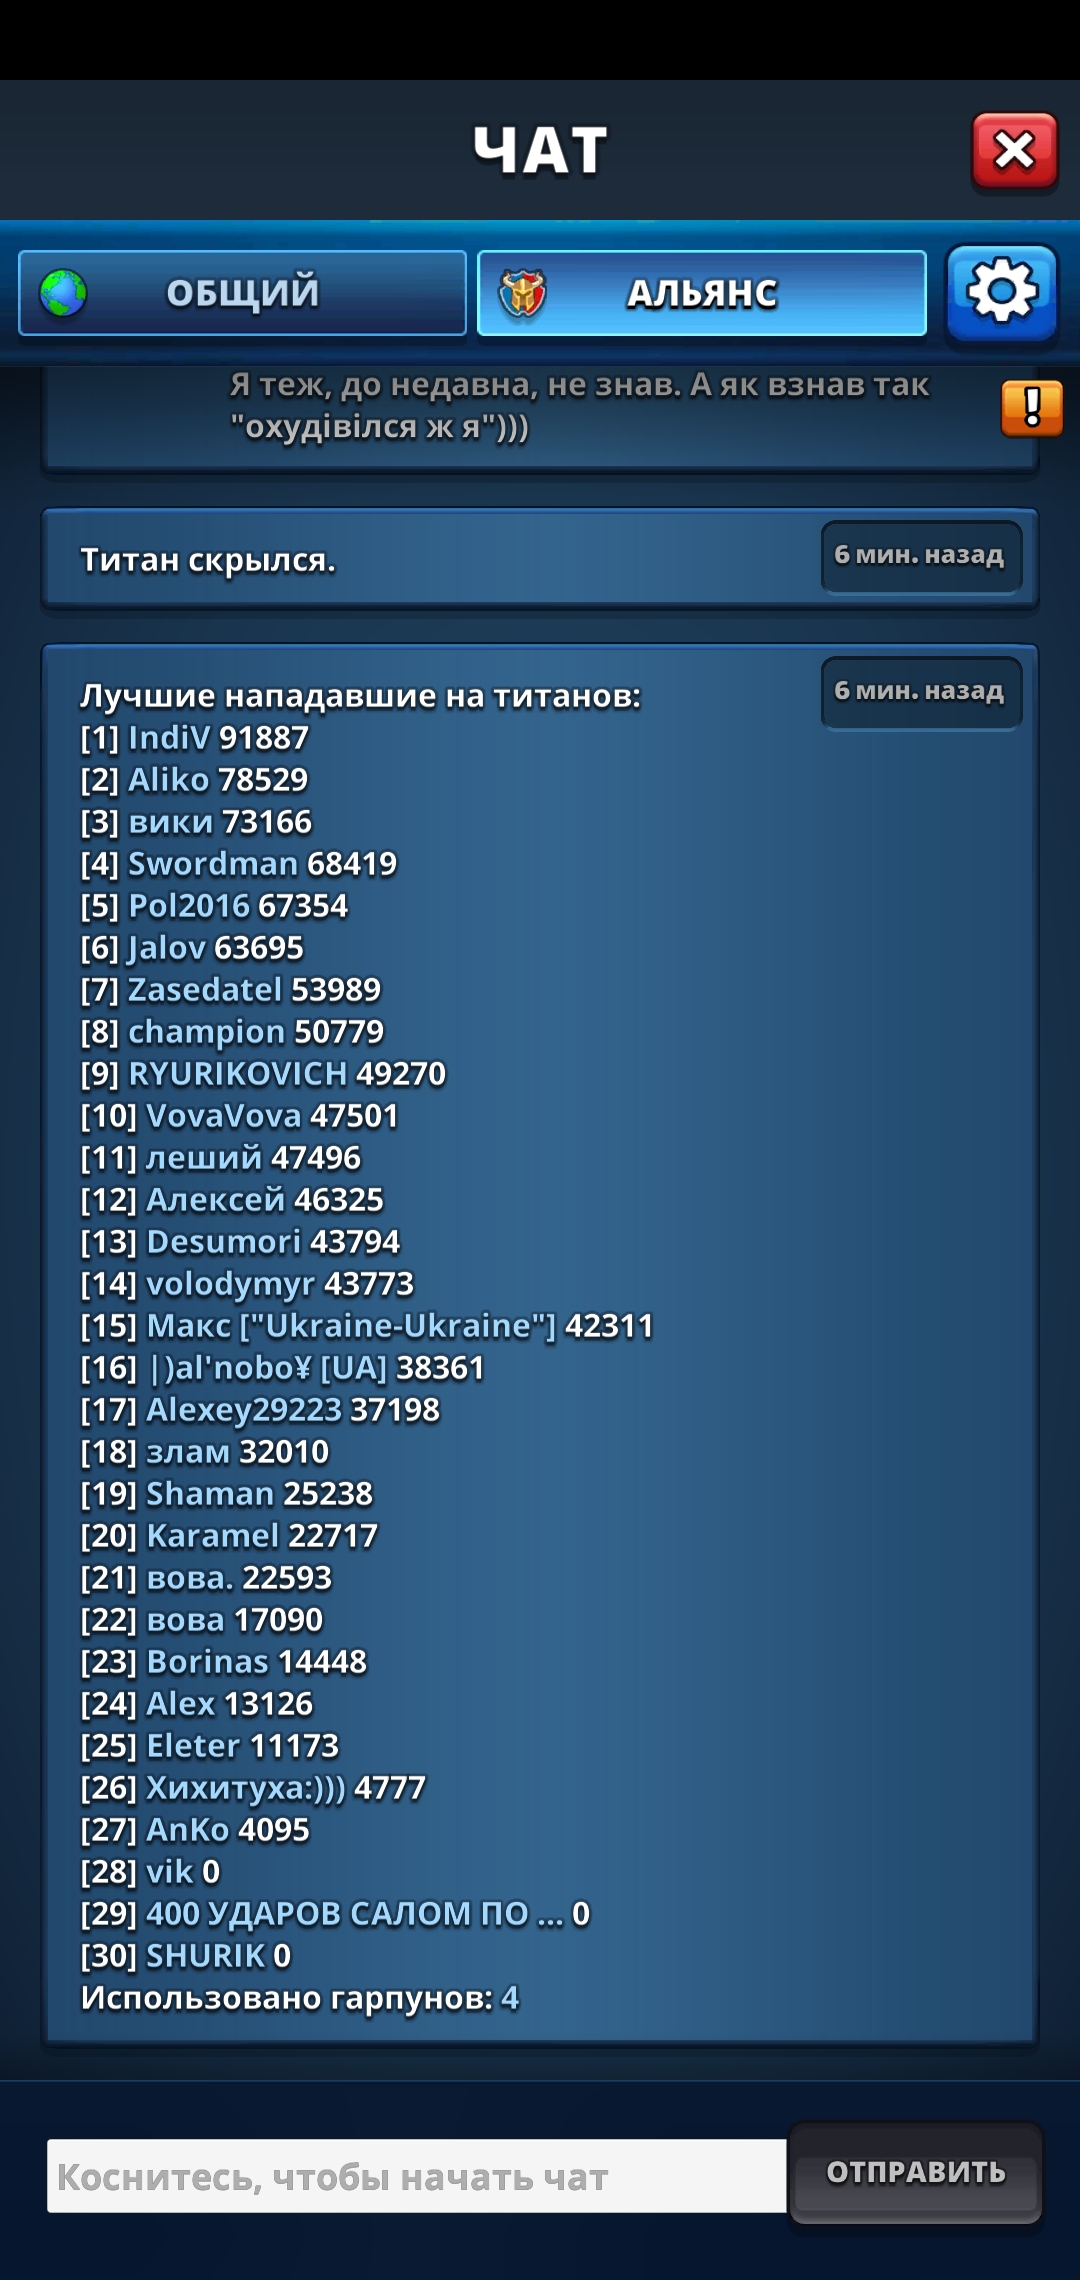 ЧАТ
ОБЩИЙ
АЛЬЯНС
Я теж, до недавна, не знав. А як взнав так
"охудівілся ж я")))
!
Титан скрылся.
6 мин. назад
Лучшие нападавшие на титанов:
6 мин. назад
[1] IndiV 91887
[2] Aliko 78529
[3] вики 73166
[4] Swordman 68419
[5] Pol2016 67354
[6] Jalov 63695
[7] Zasedatel 53989
[8] champion 50779
[9] RYURIKOVICH 49270
[10] VovaVova 47501
[11] леший 47496
[12] Алексей 46325
[13] Desumori 43794
[14] volodymyr 43773
[15] Макс ["Ukraine-Ukraine"] 42311
[16] |)al'nobo¥ [UA] 38361
[17] Alexey29223 37198
[18] злам 32010
[19] Shaman 25238
[20] Karamel 22717
[21] вова. 22593
[22] вова 17090
[23] Borinas 14448
[24] Alex 13126
[25] Eleter 11173
[26] Хихитуха:))) 4777
[27] AnKo 4095
[28] vik 0
[29] 400 УДАРОВ САЛОМ ПО ... 0
[30] SHURIK 0
Использовано гарпунов: 4
Коснитесь, чтобы начать чат
ОТПРАВИТЬ